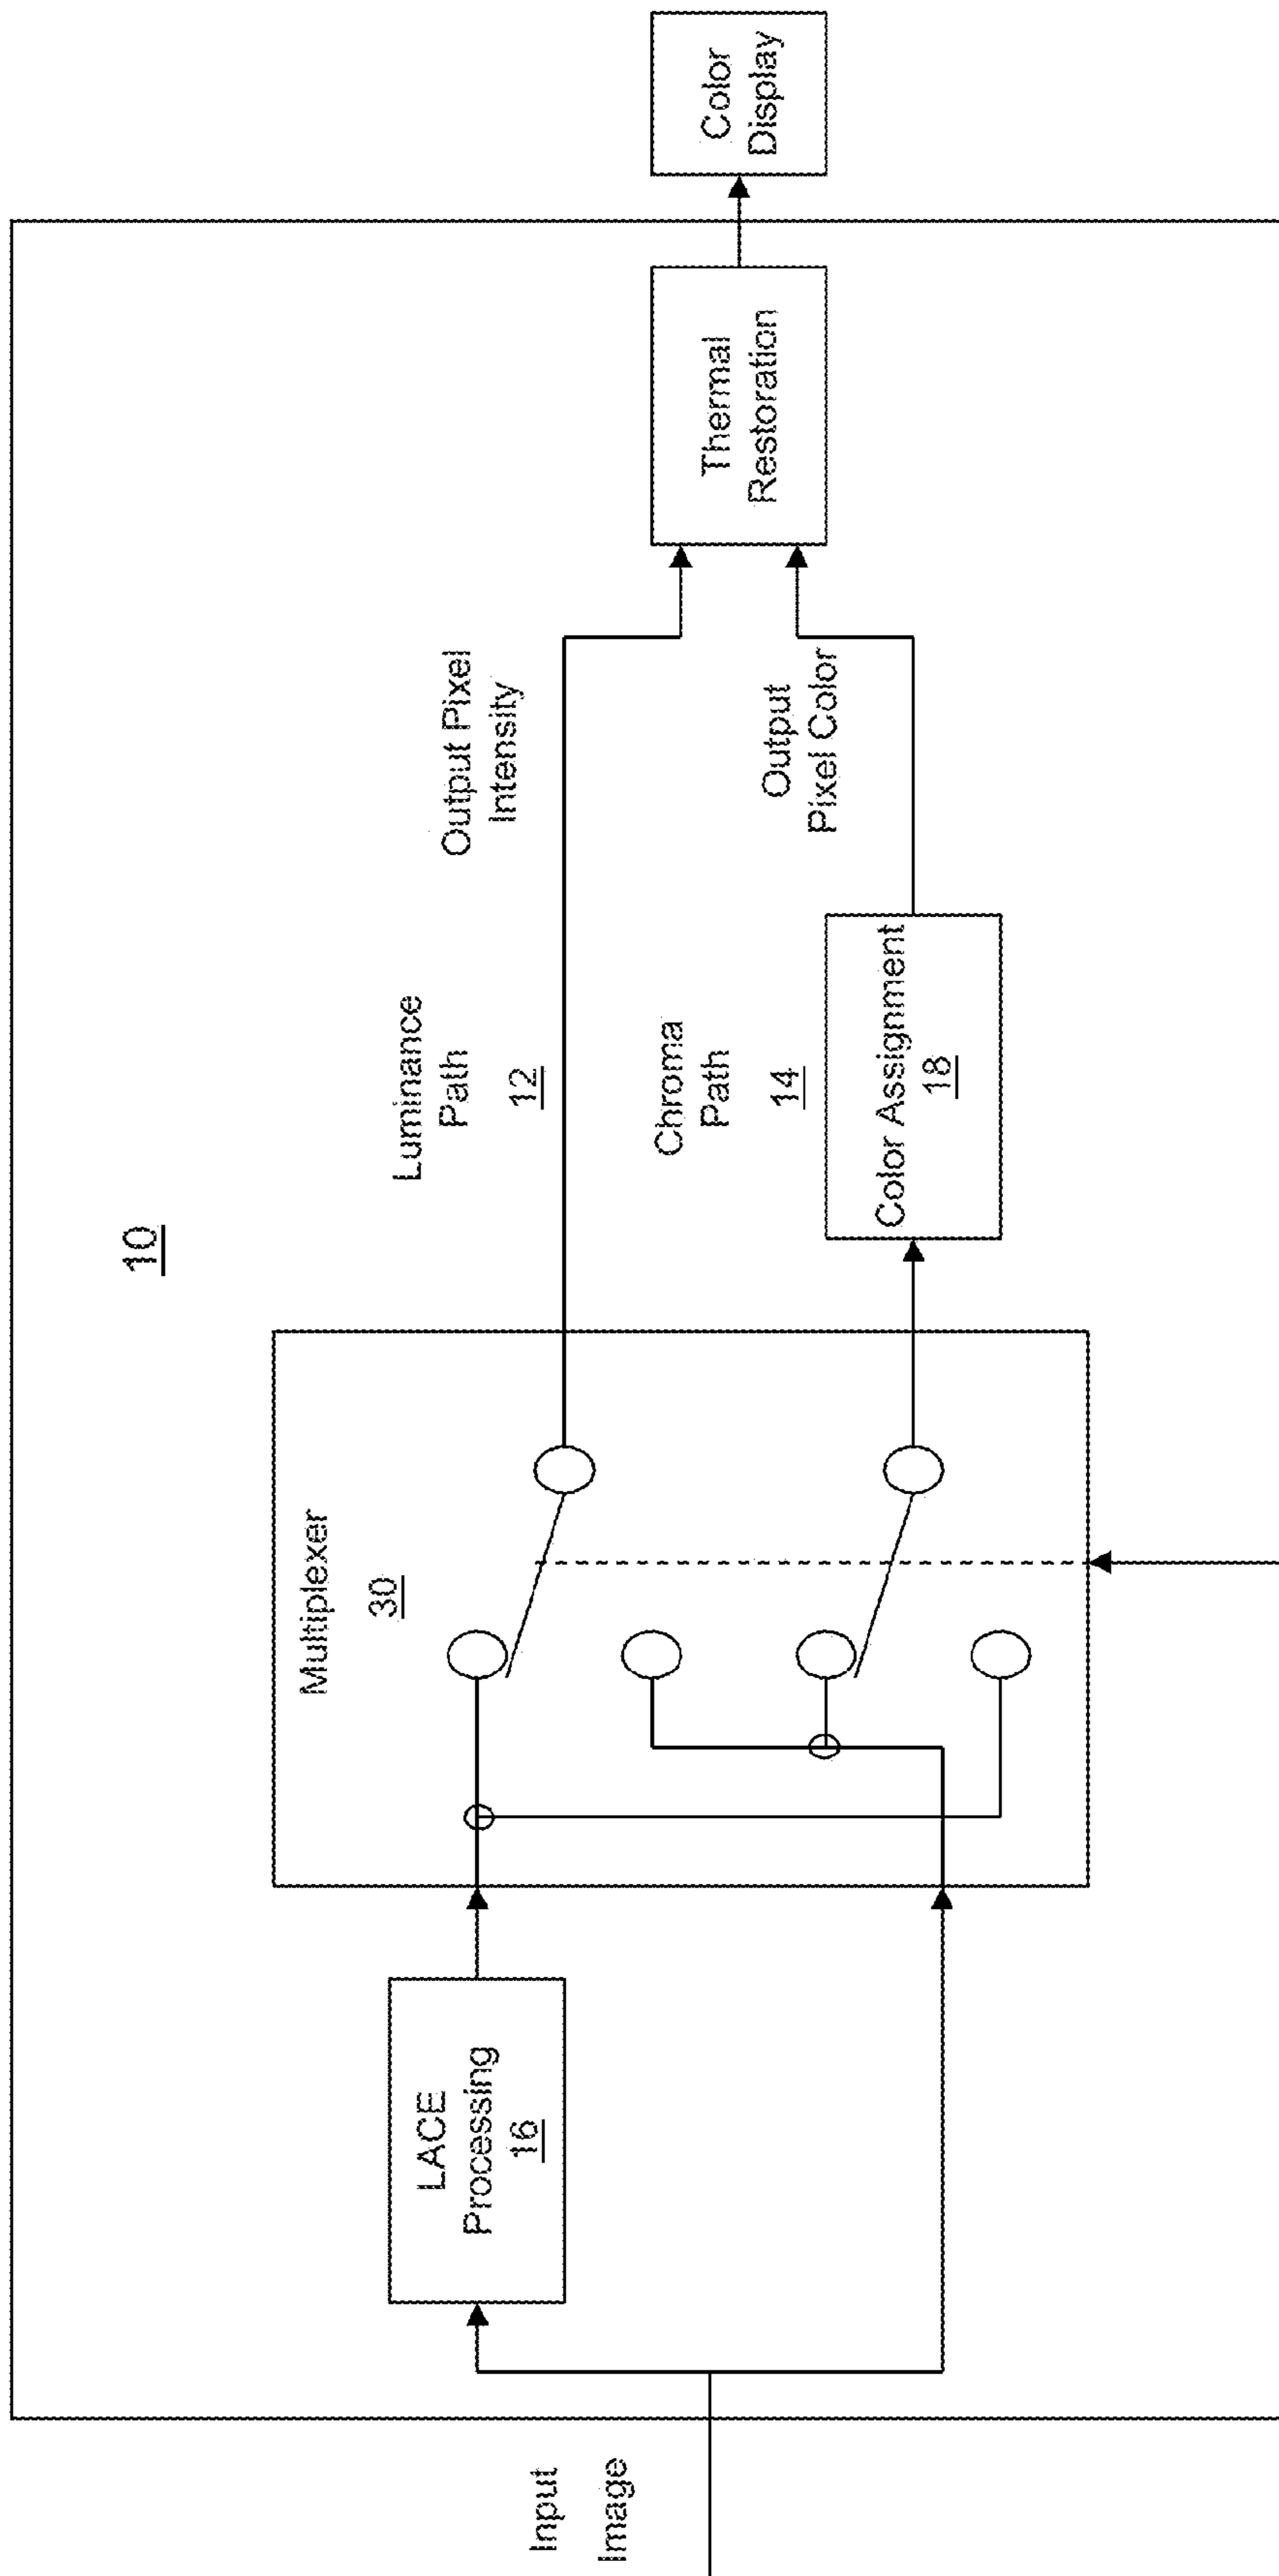 Input
Image
10
LACE
Processing
16
Multiplexer
30
Luminance
Path
12
Chroma
Path
14
Color Assignment
18
Output Pixel
Intensity
Output
Pixel Color
Thermal
Restoration
Color
Display